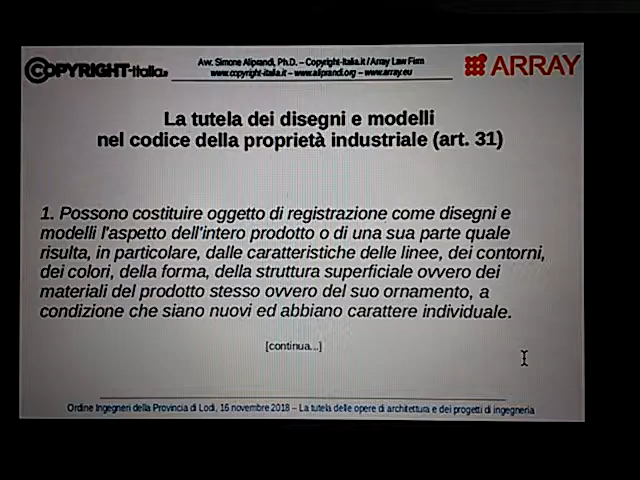 COPYRIGHT-Italia.it
Avv. Simone Aliprandi, Ph.D. – Copyright-Italia.it / Array Law Firm
www.copyright-italia.it – www.aliprandi.org – www.array.eu
ARRAY
La tutela dei disegni e modelli
nel codice della proprietà industriale (art. 31)
1. Possono costituire oggetto di registrazione come disegni e
modelli l'aspetto dell'intero prodotto o di una sua parte quale
risulta, in particolare, dalle caratteristiche delle linee, dei contorni,
dei colori, della forma, della struttura superficiale ovvero dei
materiali del prodotto stesso ovvero del suo ornamento, a
condizione che siano nuovi ed abbiano carattere individuale.
[continua...]
Ordine Ingegneri della Provincia di Lodi, 16 novembre 2018 – La tutela delle opere di architettura e dei progetti di ingegneria